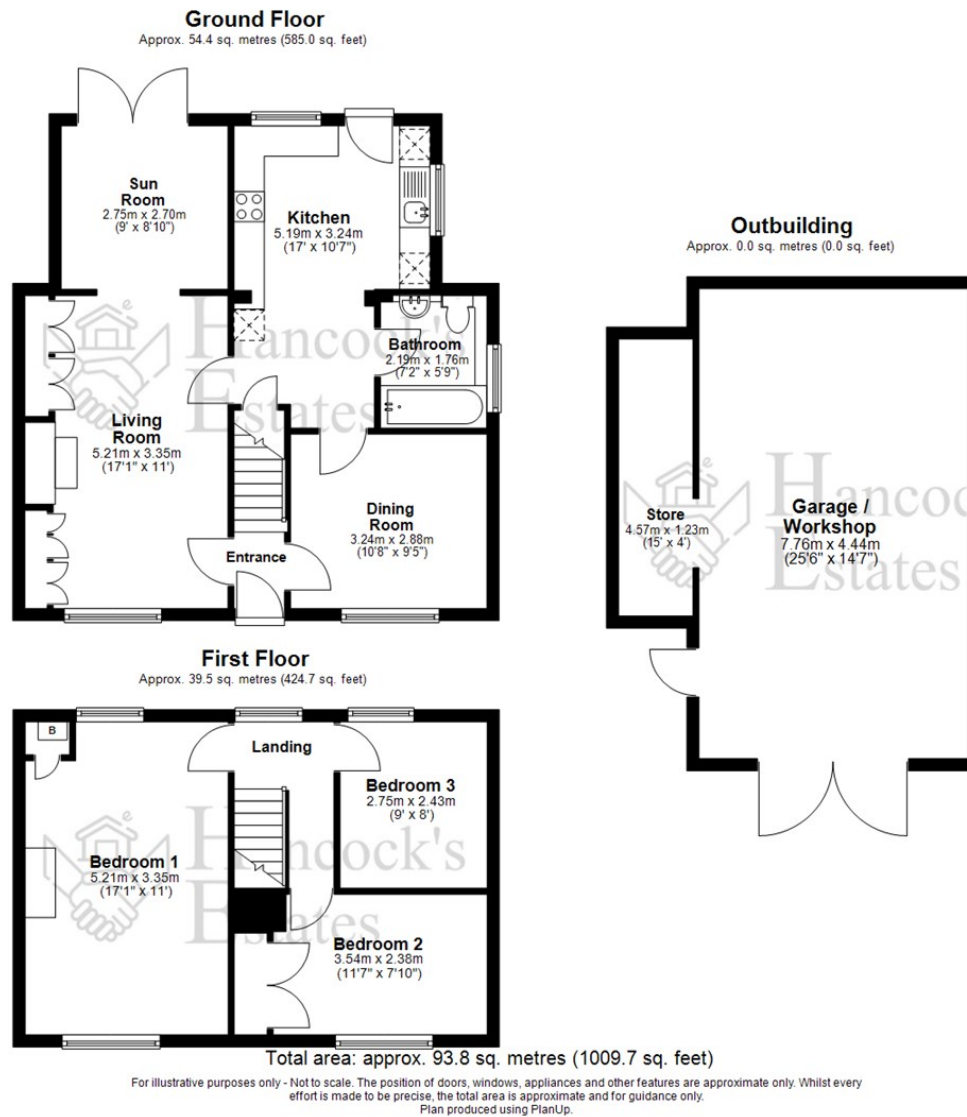 Ground Floor
Approx. 54.4 sq. metres (585.0 sq. feet)
Sun
Room
2.75m x 2.70m
(9' x 8'10")
Kitchen
5.19m x 3.24m
(17' x 10'7")
Bathroom
2.19m x 1.76m
(7'2" x 5'9")
Living
Room
5.21m x 3.35m
(17'1" x 11')
Dining
Room
3.24m x 2.88m
(10'8" x 9'5")
Entrance
Hancock's
Estates
Outbuilding
Approx. 0.0 sq. metres (0.0 sq. feet)
Store
4.57m x 1.23m
(15' x 4')
Garage /
Workshop
7.76m x 4.44m
(25'6" x 14'7")
Hancoc
Estates
First Floor
Approx. 39.5 sq. metres (424.7 sq. feet)
B
Landing
Bedroom 3
2.75m x 2.43m
(9' x 8')
Bedroom 1
5.21m x 3.35m
(17'1" x 11')
Bedroom 2
3.54m x 2.38m
(11'7" x 7'10")
Hancock's
Estates
Total area: approx. 93.8 sq. metres (1009.7 sq. feet)
For illustrative purposes only - Not to scale. The position of doors, windows, appliances and other features are approximate only. Whilst every
effort is made to be precise, the total area is approximate and for guidance only.
Plan produced using PlanUp.